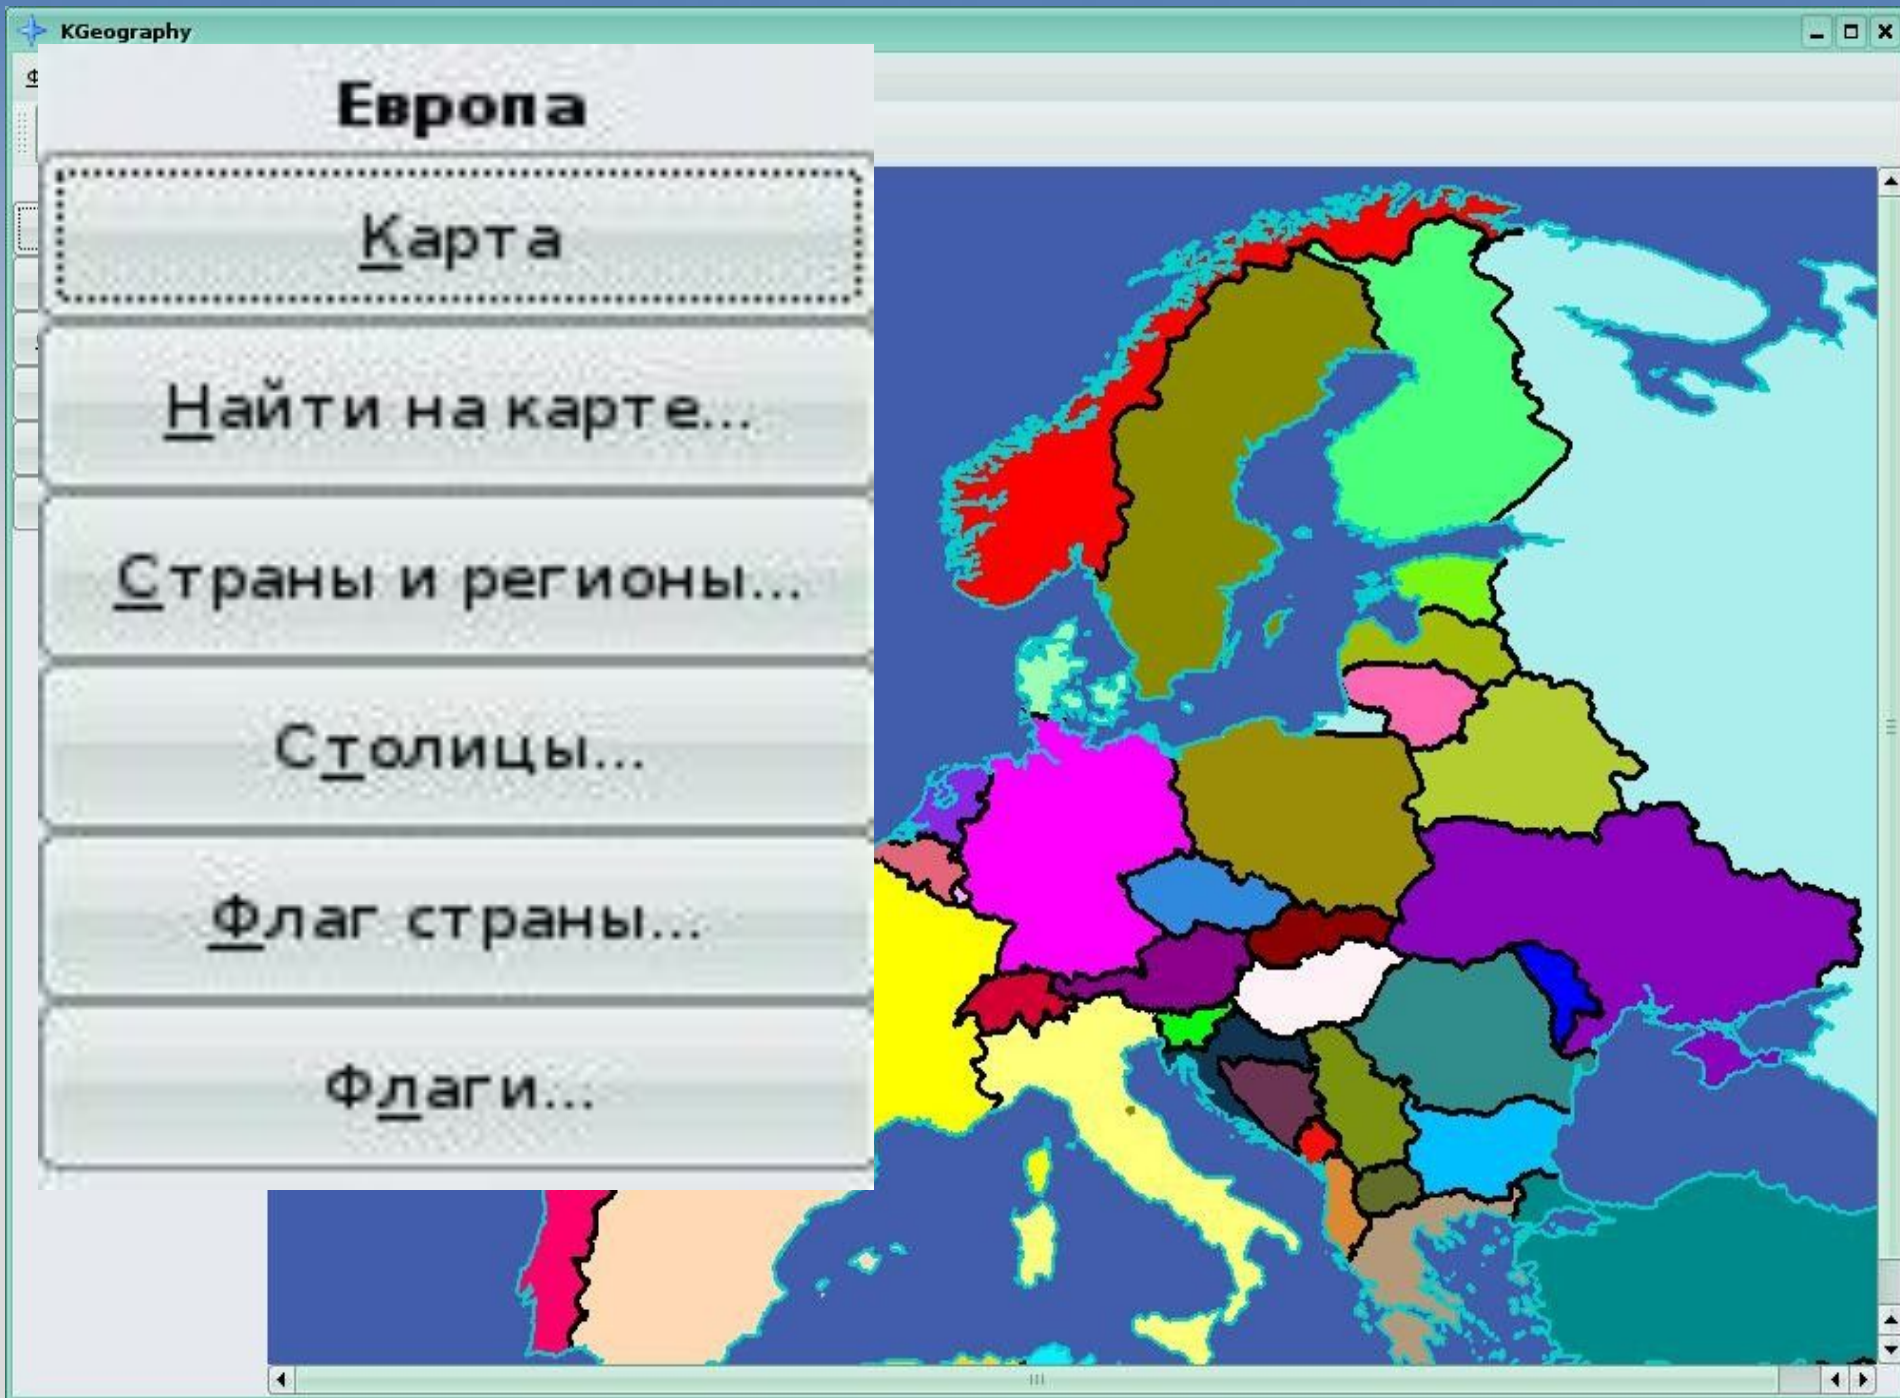 KGeography
Ф
Европа
Карта
Найти на карте...
Страны и регионы...
Столицы...
Флаг страны...
Флаги...